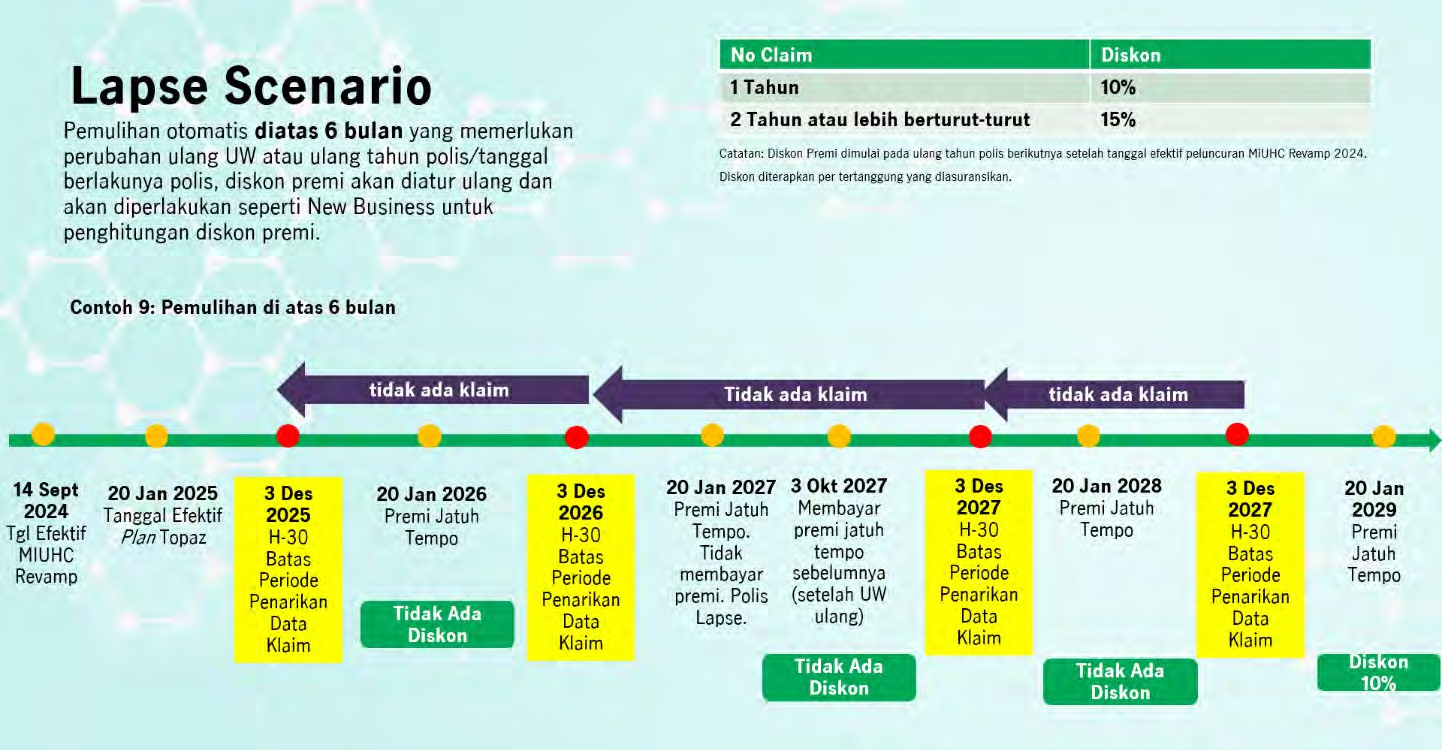 Lapse Scenario
Pemulihan otomatis diatas 6 bulan yang memerlukan
perubahan ulang UW atau ulang tahun polis/tanggal
berlakunya polis, diskon premi akan diatur ulang dan
akan diperlakukan seperti New Business untuk
penghitungan diskon premi.
No Claim Diskon
1 Tahun 10%
2 Tahun atau lebih berturut-turut 15%
Catatan: Diskon Premi dimulai pada ulang tahun polis berikutnya setelah tanggal efektif peluncuran MiUHC Revamp 2024.
Diskon diterapkan per tertanggung yang diasuransikan.
Contoh 9: Pemulihan di atas 6 bulan
tidak ada klaim
Tidak ada klaim
tidak ada klaim
14 Sept
2024
Tgl Efektif
MIUHC
Revamp
20 Jan 2025
Tanggal Efektif
Plan Topaz
3 Des
2025
H-30
Batas
Periode
Penarikan
Data
Klaim
20 Jan 2026
Premi Jatuh
Tempo
Tidak Ada
Diskon
3 Des
2026
H-30
Batas
Periode
Penarikan
Data
Klaim
20 Jan 2027
Premi Jatuh
Tempo.
Tidak
membayar
premi. Polis
Lapse.
3 Okt 2027
Membayar
premi jatuh
tempo
sebelumnya
(setelah UW
ulang)
Tidak Ada
Diskon
3 Des
2027
H-30
Batas
Periode
Penarikan
Data
Klaim
20 Jan 2028
Premi Jatuh
Tempo
Tidak Ada
Diskon
3 Des
2027
H-30
Batas
Periode
Penarikan
Data
Klaim
20 Jan
2029
Premi
Jatuh
Tempo
Diskon
10%